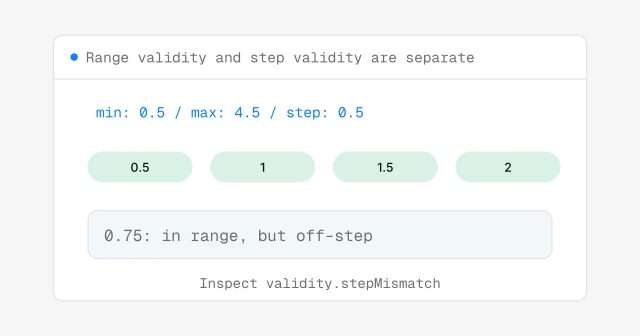 Range validity and step validity are separate
min: 0.5 / max: 4.5 / step: 0.5
0.5 1 1.5 2
0.75: in range, but off-step
Inspect validity.stepMismatch